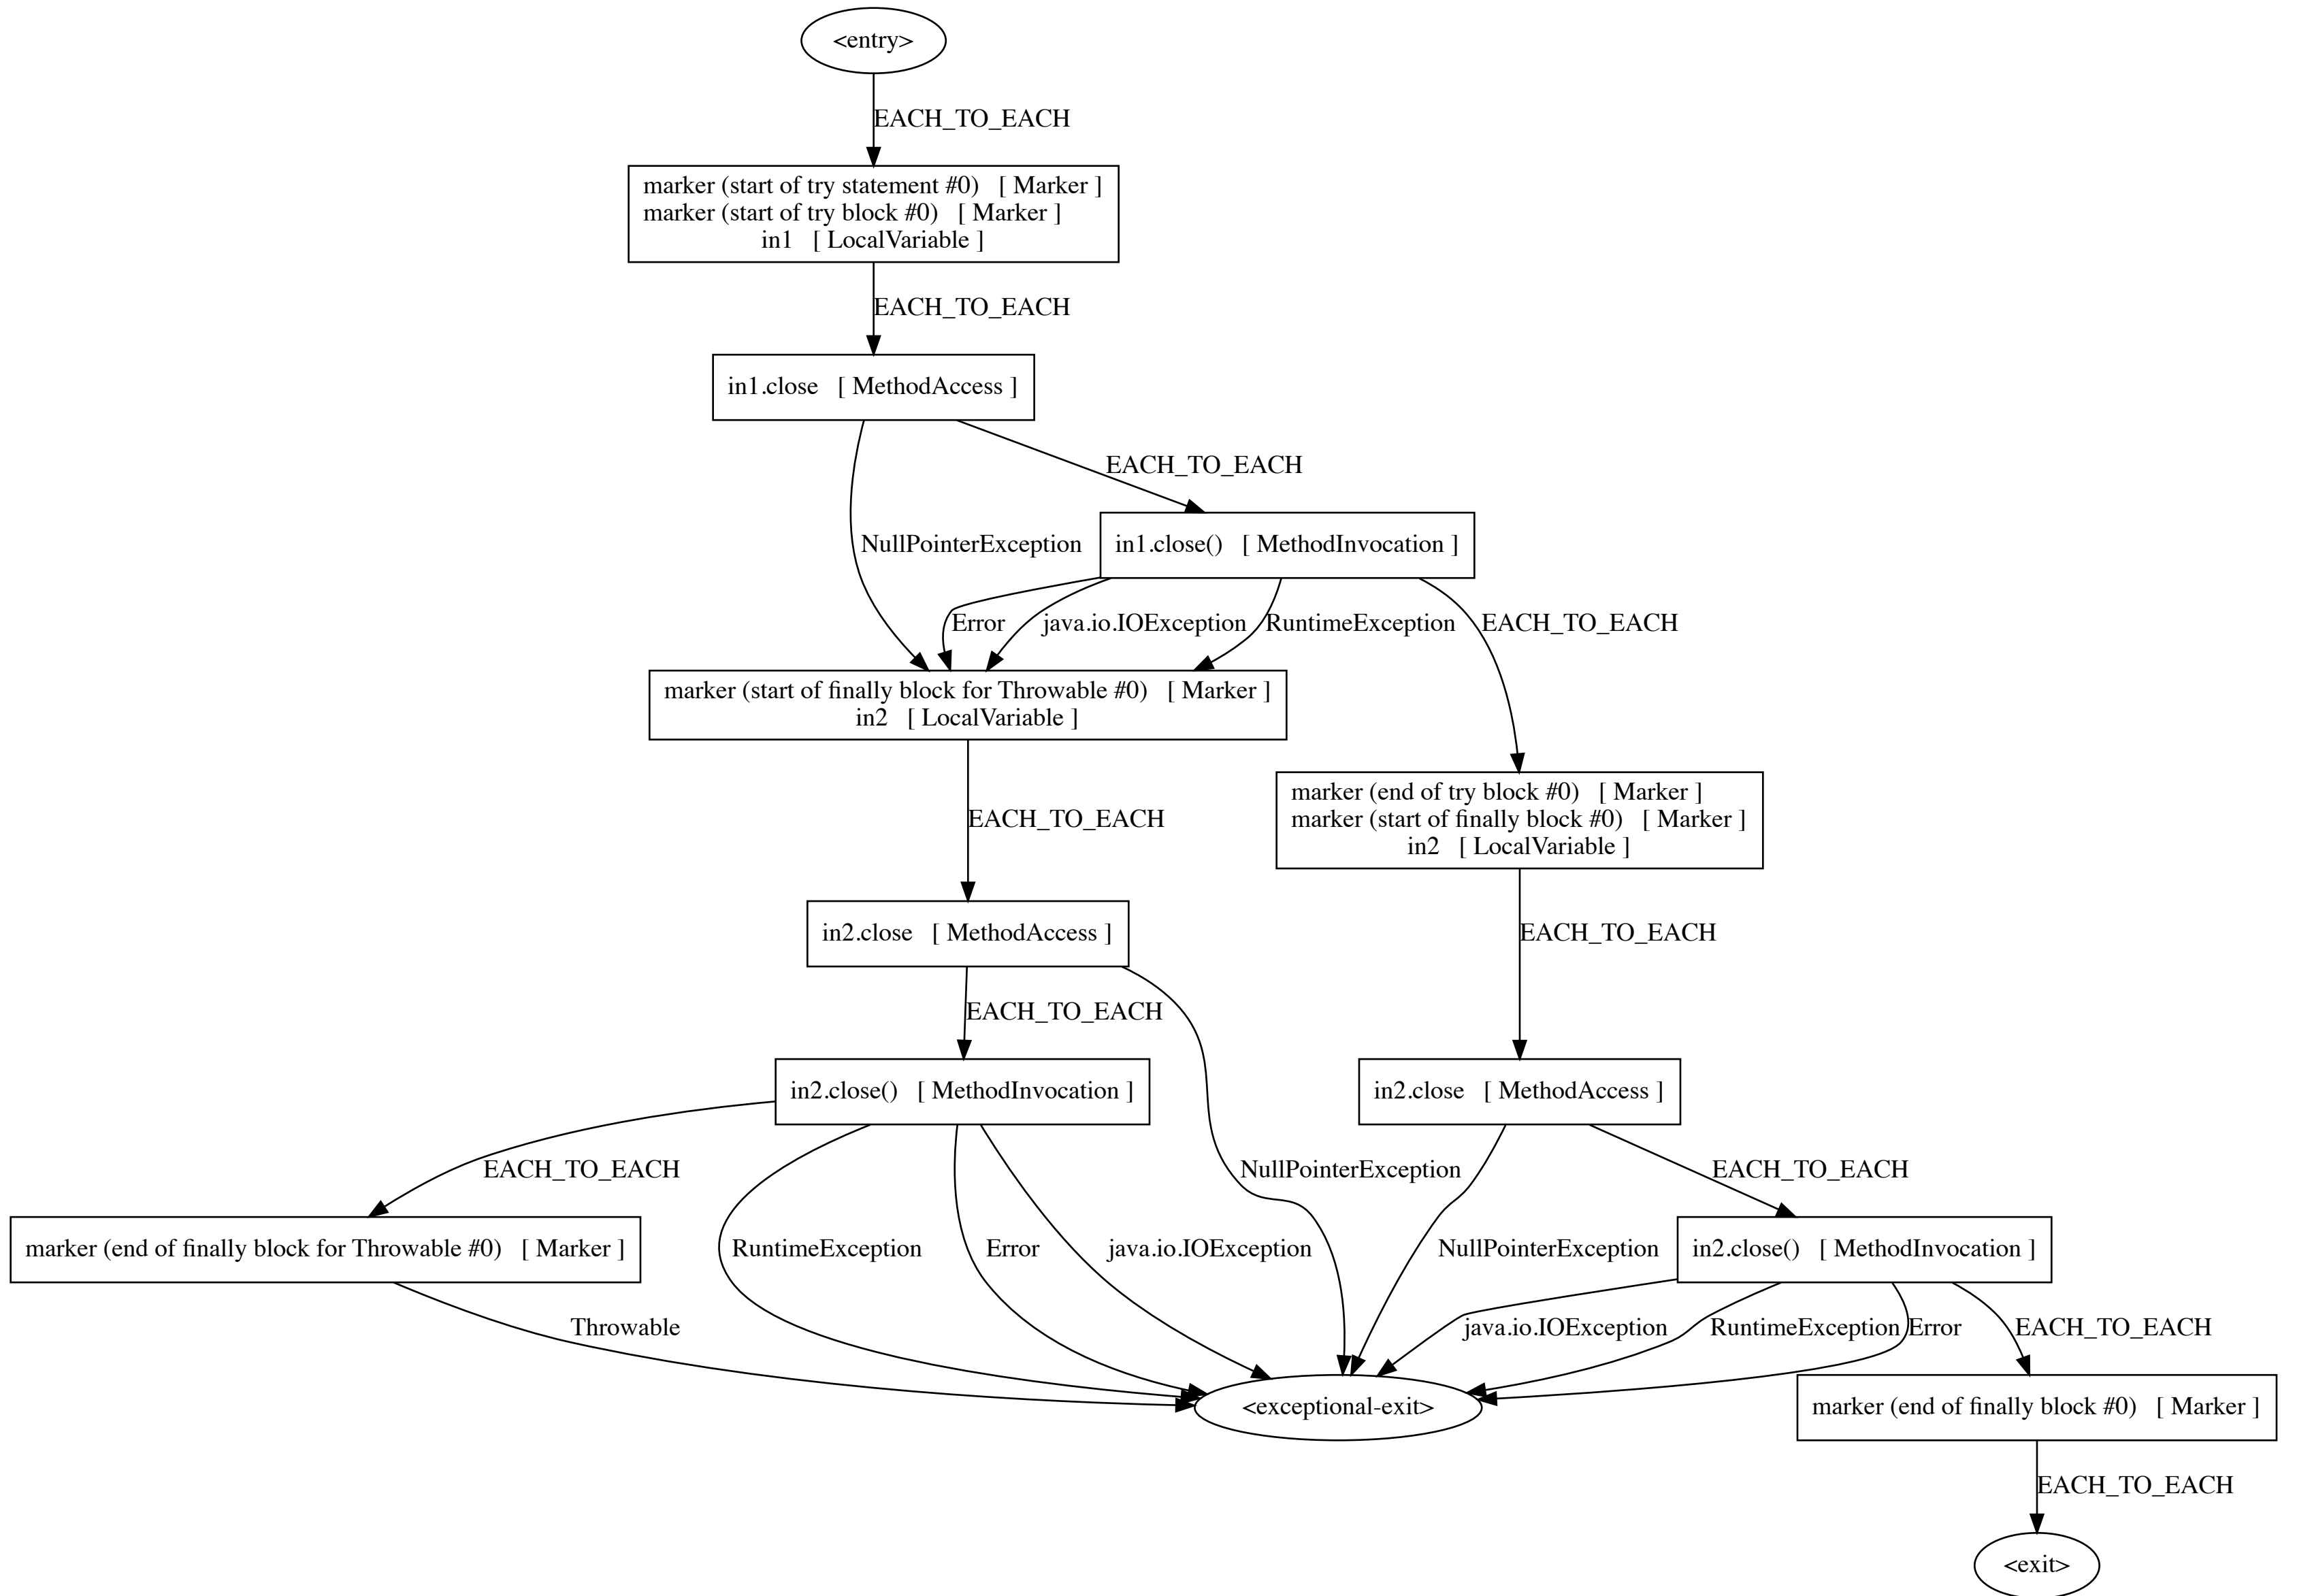 <entry>
EACH_TO_EACH
marker (start of try statement #0)   [ Marker ]
marker (start of try block #0)   [ Marker ]
in1   [ LocalVariable ]
EACH_TO_EACH
in1.close   [ MethodAccess ]
EACH_TO_EACH
NullPointerException
in1.close()   [ MethodInvocation ]
Error
java.io.IOException
RuntimeException
EACH_TO_EACH
marker (start of finally block for Throwable #0)   [ Marker ]
in2   [ LocalVariable ]
marker (end of try block #0)   [ Marker ]
marker (start of finally block #0)   [ Marker ]
in2   [ LocalVariable ]
EACH_TO_EACH
EACH_TO_EACH
in2.close   [ MethodAccess ]
EACH_TO_EACH
in2.close()   [ MethodInvocation ]
in2.close   [ MethodAccess ]
EACH_TO_EACH
NullPointerException
EACH_TO_EACH
marker (end of finally block for Throwable #0)   [ Marker ]
RuntimeException
Error
java.io.IOException
NullPointerException
in2.close()   [ MethodInvocation ]
Throwable
java.io.IOException
RuntimeException
Error
EACH_TO_EACH
<exceptional-exit>
marker (end of finally block #0)   [ Marker ]
EACH_TO_EACH
<exit>